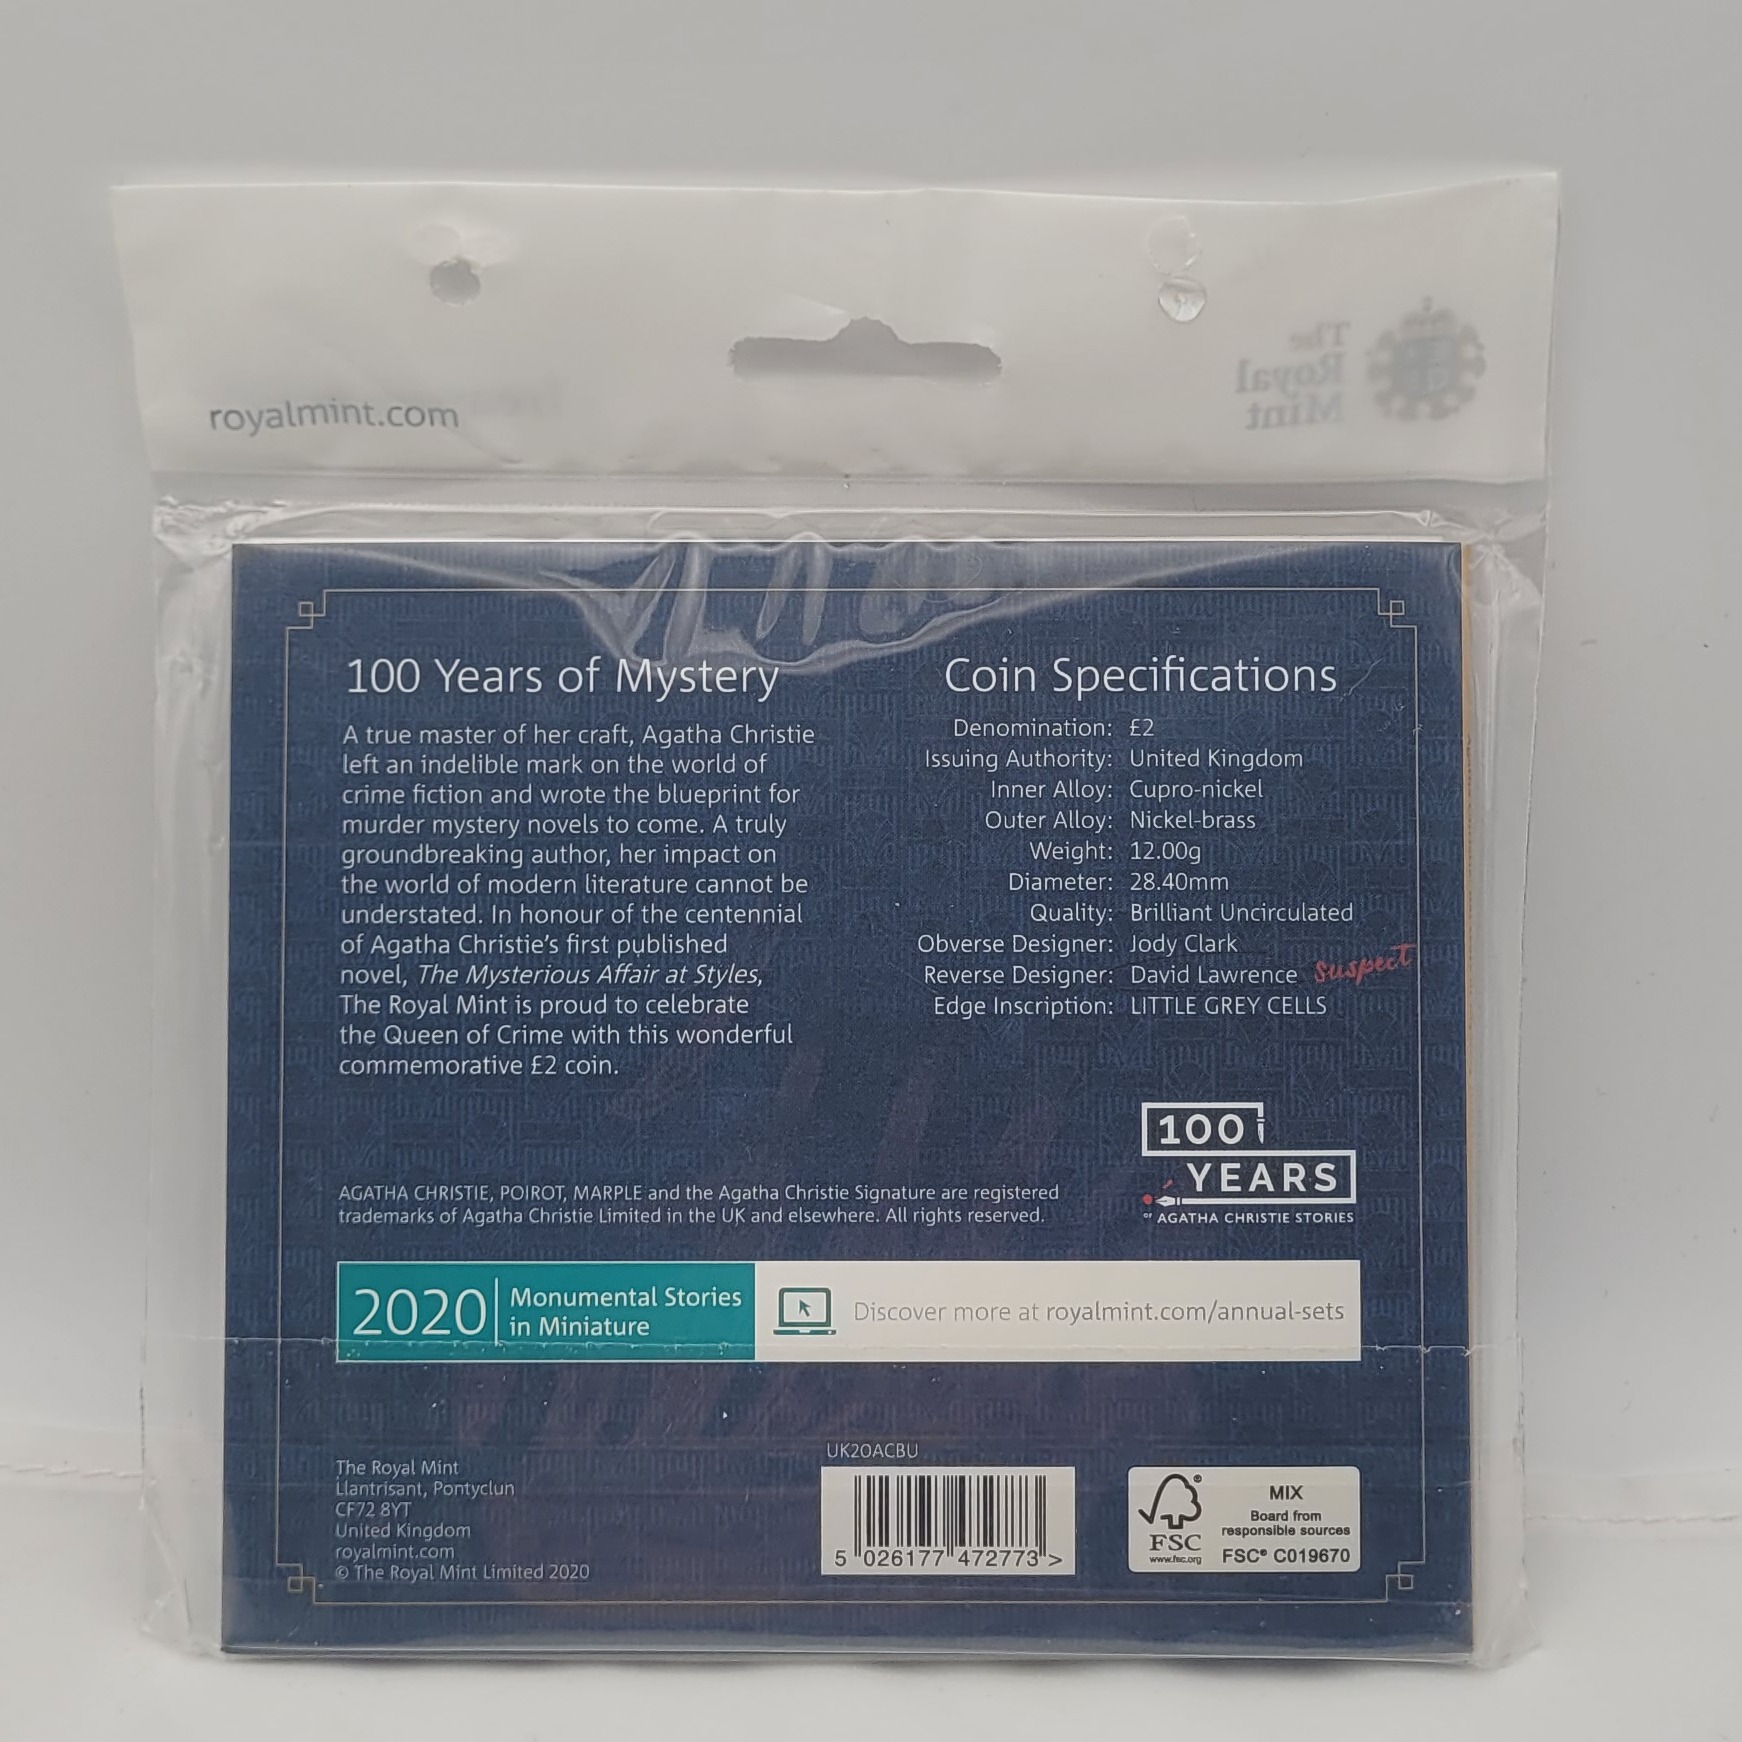 royalmint.com
The
Royal
Mint
100 Years of Mystery
A true master of her craft, Agatha Christie
left an indelible mark on the world of
crime fiction and wrote the blueprint for
murder mystery novels to come. A truly
groundbreaking author, her impact on
the world of modern literature cannot be
understated. In honour of the centennial
of Agatha Christie's first published
novel, The Mysterious Affair at Styles,
The Royal Mint is proud to celebrate
the Queen of Crime with this wonderful
commemorative £2 coin.
Coin Specifications
Denomination: £2
Issuing Authority: United Kingdom
Inner Alloy: Cupro-nickel
Outer Alloy: Nickel-brass
Weight: 12.00g
Diameter: 28.40mm
Quality: Brilliant Uncirculated
Obverse Designer: Jody Clark
Reverse Designer: David Lawrence suspect
Edge Inscription: LITTLE GREY CELLS
100
YEARS
OF AGATHA CHRISTIE STORIES
AGATHA CHRISTIE, POIROT, MARPLE and the Agatha Christie Signature are registered
trademarks of Agatha Christie Limited in the UK and elsewhere. All rights reserved.
2020
Monumental Stories
in Miniature
Discover more at royalmint.com/annual-sets
The Royal Mint
Llantrisant, Pontyclun
CF72 8YT
United Kingdom
royalmint.com
© The Royal Mint Limited 2020
UK20ACBU
5 026177 472773 >
FSC
www.fsc.org
MIX
Board from
responsible sources
FSC® C019670